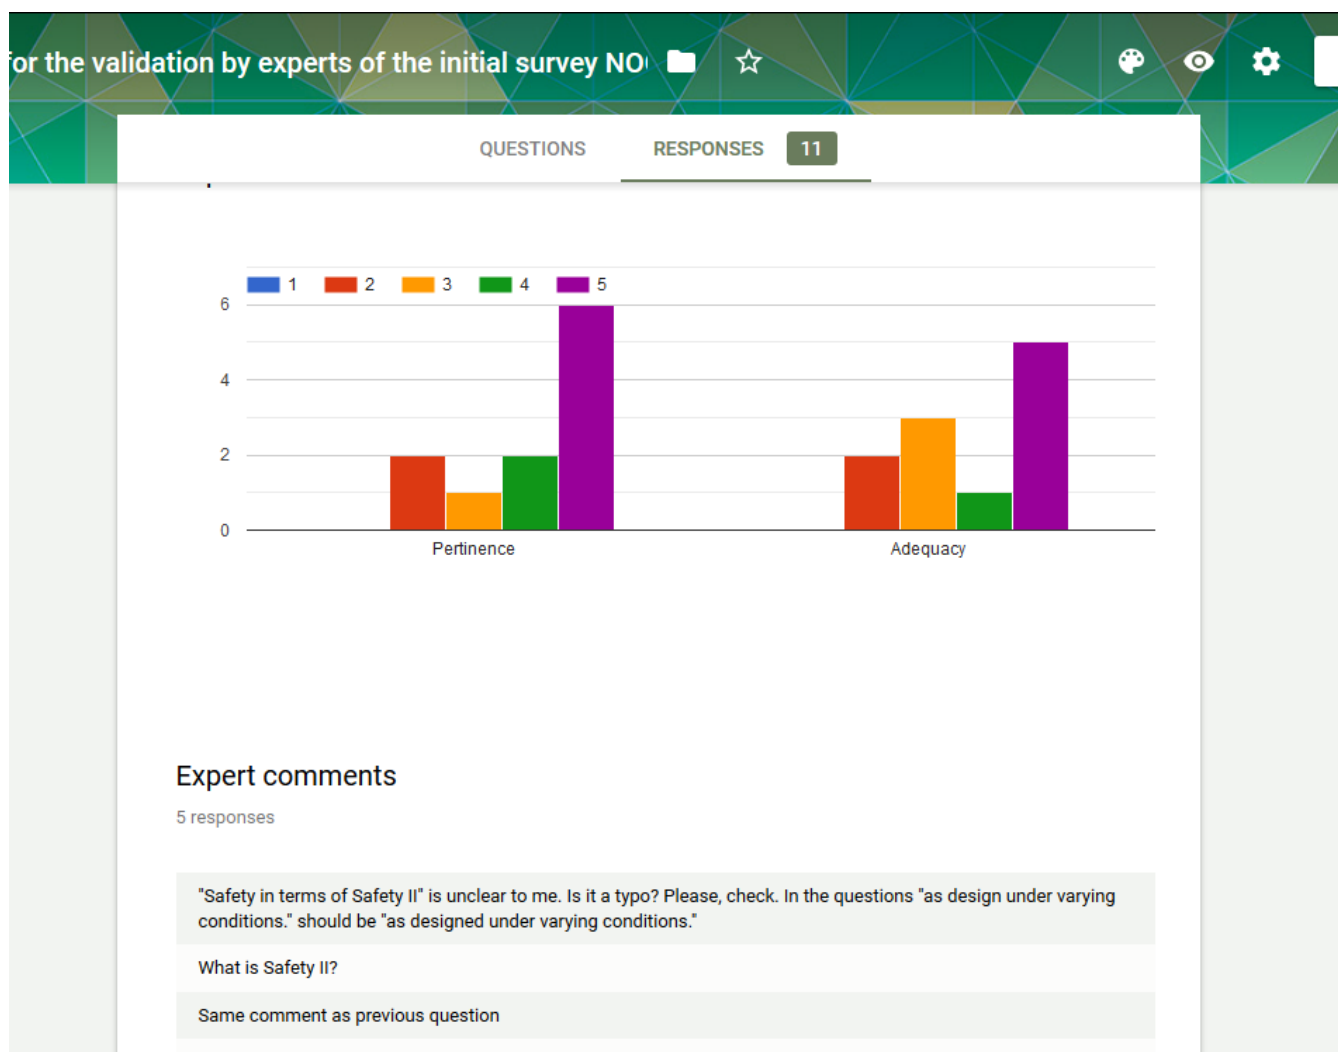 for the validation by experts of the initial survey NO
QUESTIONS RESPONSES 11
1 2 3 4 5
6
4
2
0
Pertinence Adequacy
Expert comments
5 responses
"Safety in terms of Safety II" is unclear to me. Is it a typo? Please, check. In the questions "as design under varying
conditions." should be "as designed under varying conditions."
What is Safety II?
Same comment as previous question